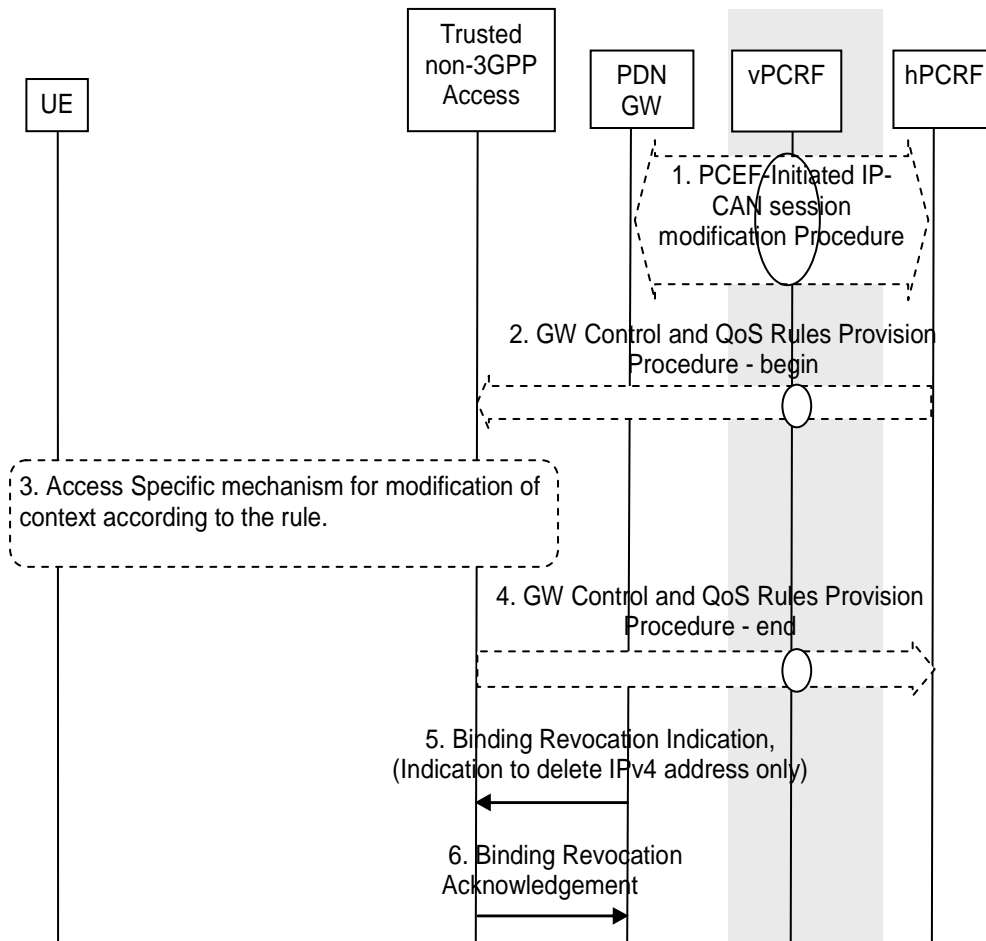 UE
Trusted
non-3GPP
Access
PDN
GW
vPCRF
hPCRF
1. PCEF-Initiated IP-
CAN session
modification Procedure
2. GW Control and QoS Rules Provision
Procedure - begin
3. Access Specific mechanism for modification of
context according to the rule.
4. GW Control and QoS Rules Provision
Procedure - end
5. Binding Revocation Indication,
(Indication to delete IPv4 address only)
6. Binding Revocation
Acknowledgement